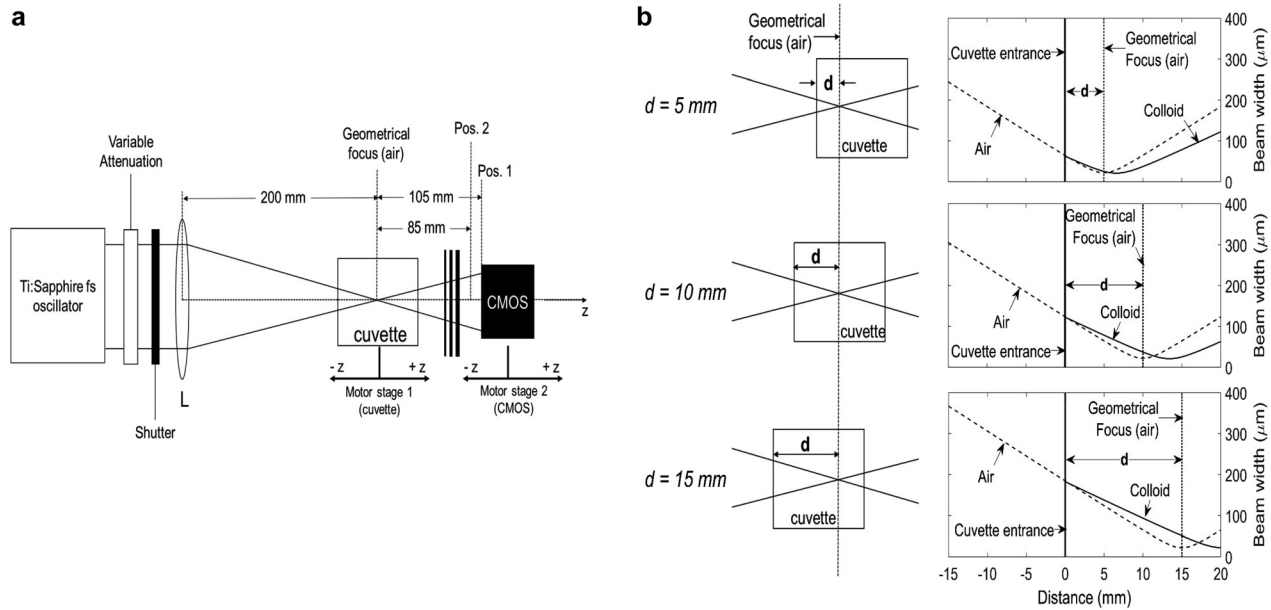 a
Variable
Attenuation
Geometrical
focus (air)
Pos. 2
Pos. 1
200 mm
105 mm
85 mm
Ti:Sapphire fs
oscillator
cuvette
CMOS
z
- z
+ z
- z
+ z
Motor stage 1
(cuvette)
Motor stage 2
(CMOS)
L
Shutter
b
Geometrical
focus (air)
d = 5 mm
d
cuvette
d = 10 mm
d
cuvette
d = 15 mm
d
cuvette
Cuvette entrance
Geometrical
Focus (air)
d
Colloid
Air
400
300
200
100
0
Beam width (μm)
Geometrical
Focus (air)
d
Colloid
Air
Cuvette entrance
400
300
200
100
0
Beam width (μm)
Geometrical
Focus (air)
d
Air
Colloid
Cuvette entrance
400
300
200
100
0
Beam width (μm)
-15 -10 -5 0 5 10 15 20
Distance (mm)